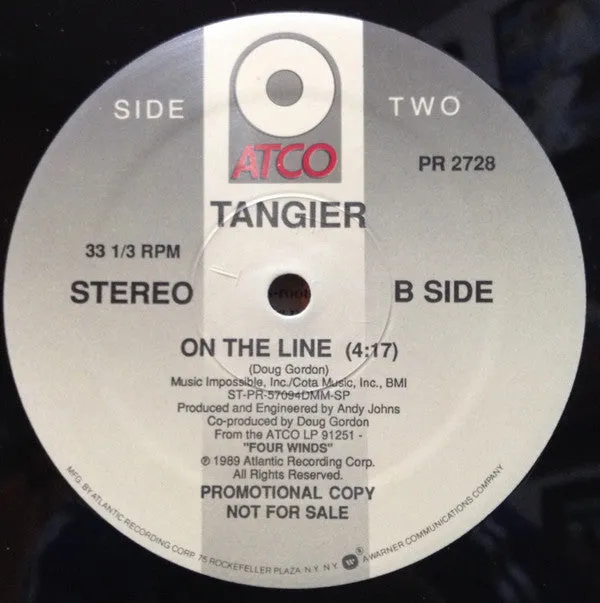 SIDE TWO
ATCO
PR 2728
TANGIER
33 1/3 RPM
STEREO B SIDE
ON THE LINE (4:17)
(Doug Gordon)
Music Impossible, Inc./Cota Music, Inc., BMI
ST-PR-57094DMM-SP
Produced and Engineered by Andy Johns
Co-produced by Doug Gordon
From the ATCO LP 91251 -
"FOUR WINDS"
℗ 1989 Atlantic Recording Corp.
All Rights Reserved.
PROMOTIONAL COPY
NOT FOR SALE
MFG. BY ATLANTIC RECORDING CORP. 75 ROCKEFELLER PLAZA, N.Y. N.Y. ® A WARNER COMMUNICATIONS COMPANY